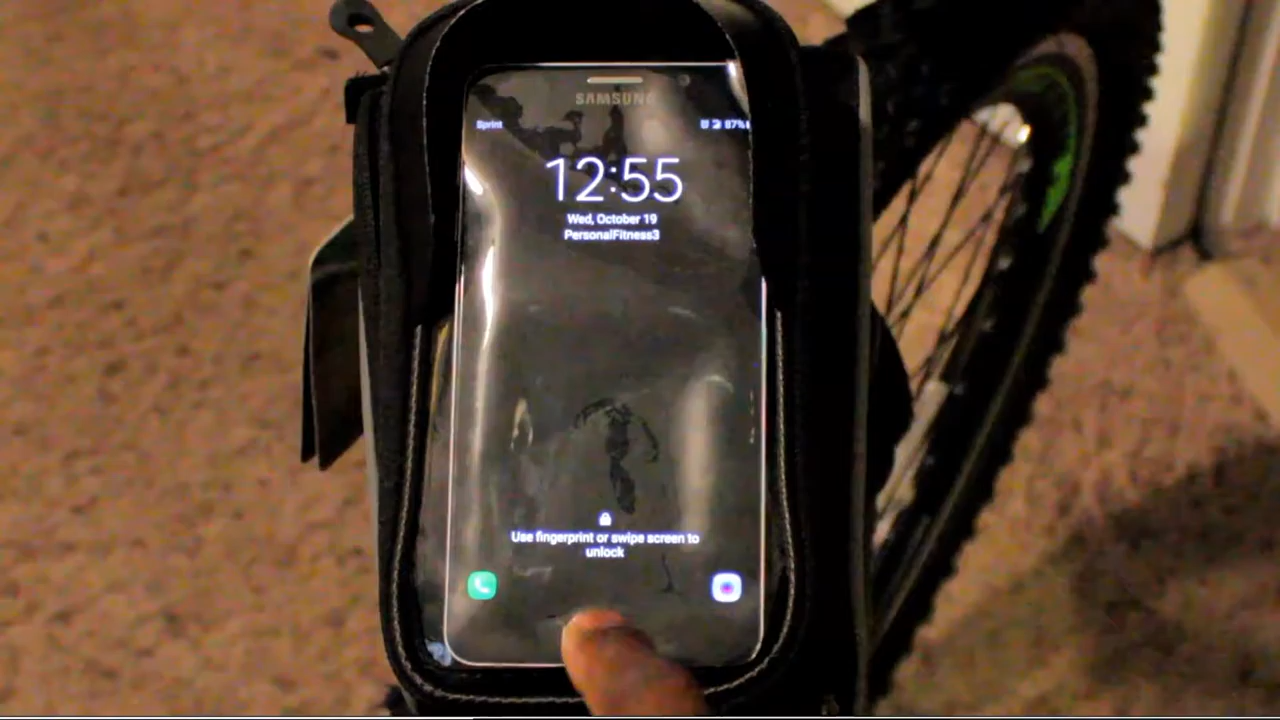 SAMSUNG
Sprint
87%
12:55
Wed, October 19
PersonalFitness3
Use fingerprint or swipe screen to
unlock